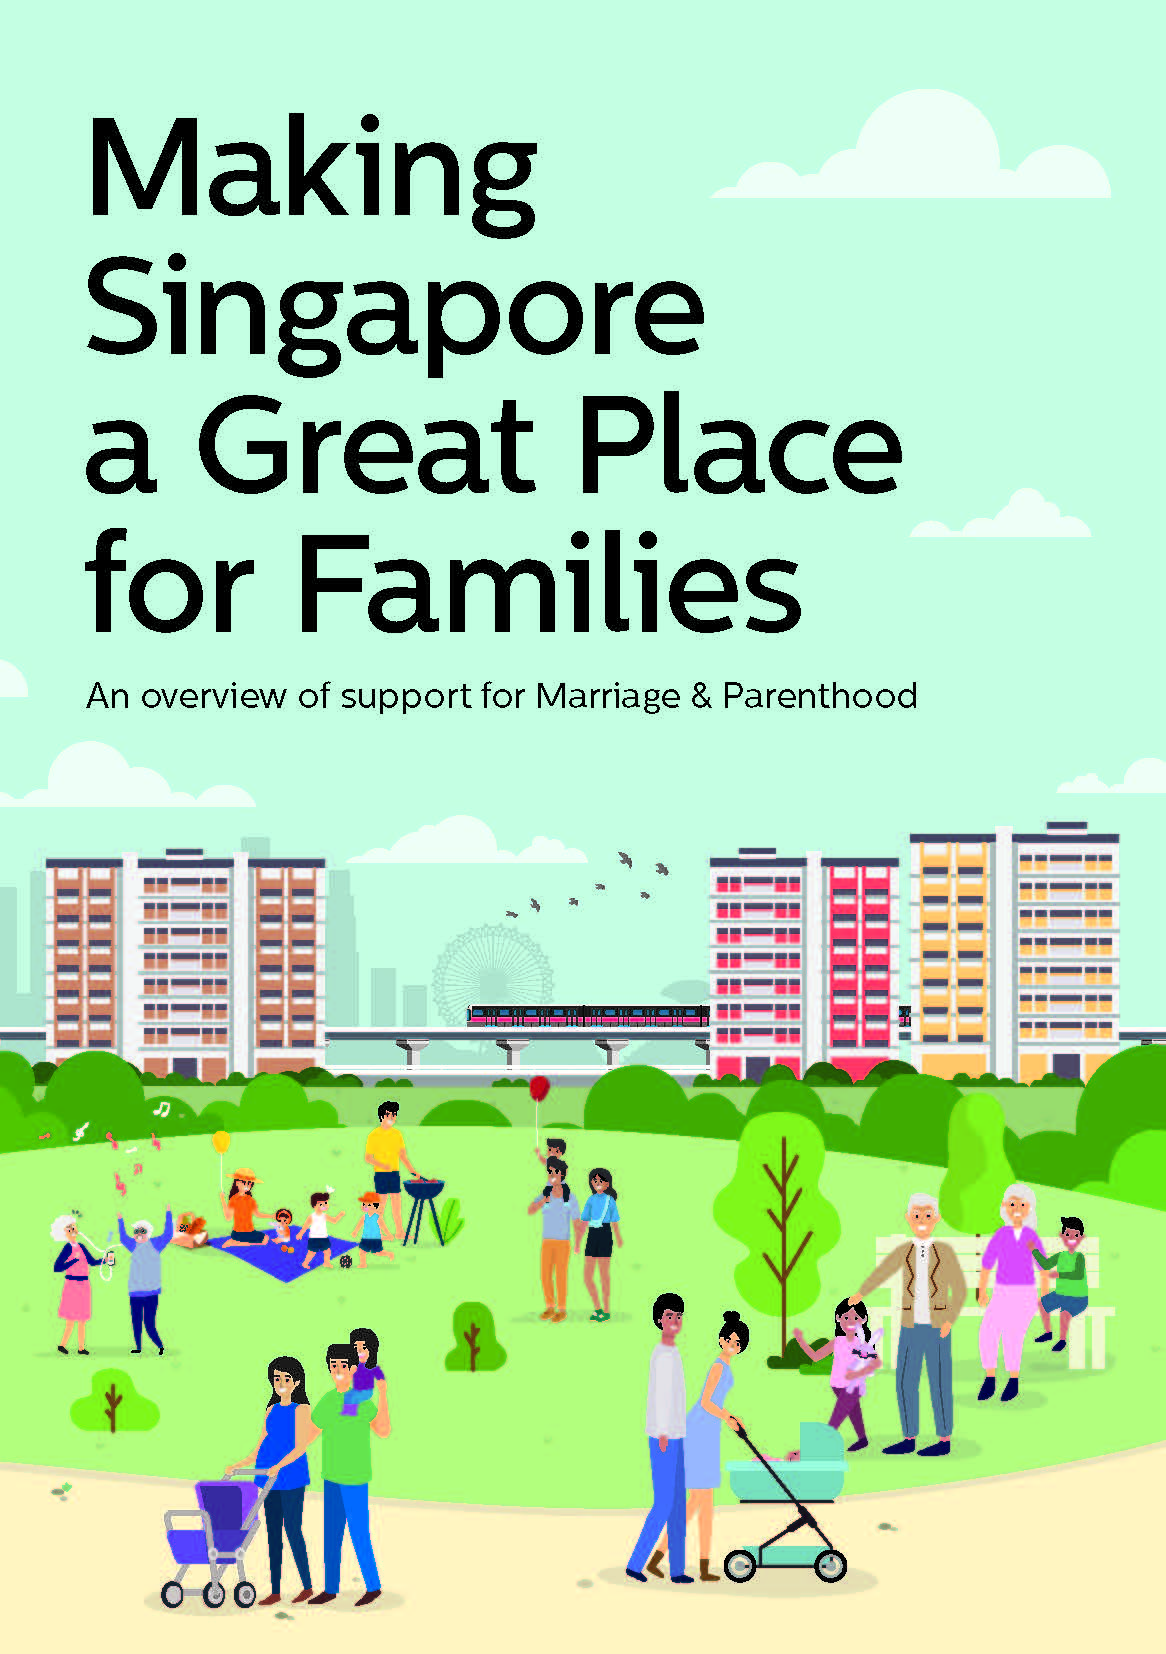 Making
Singapore
a Great Place
for Families
An overview of support for Marriage & Parenthood